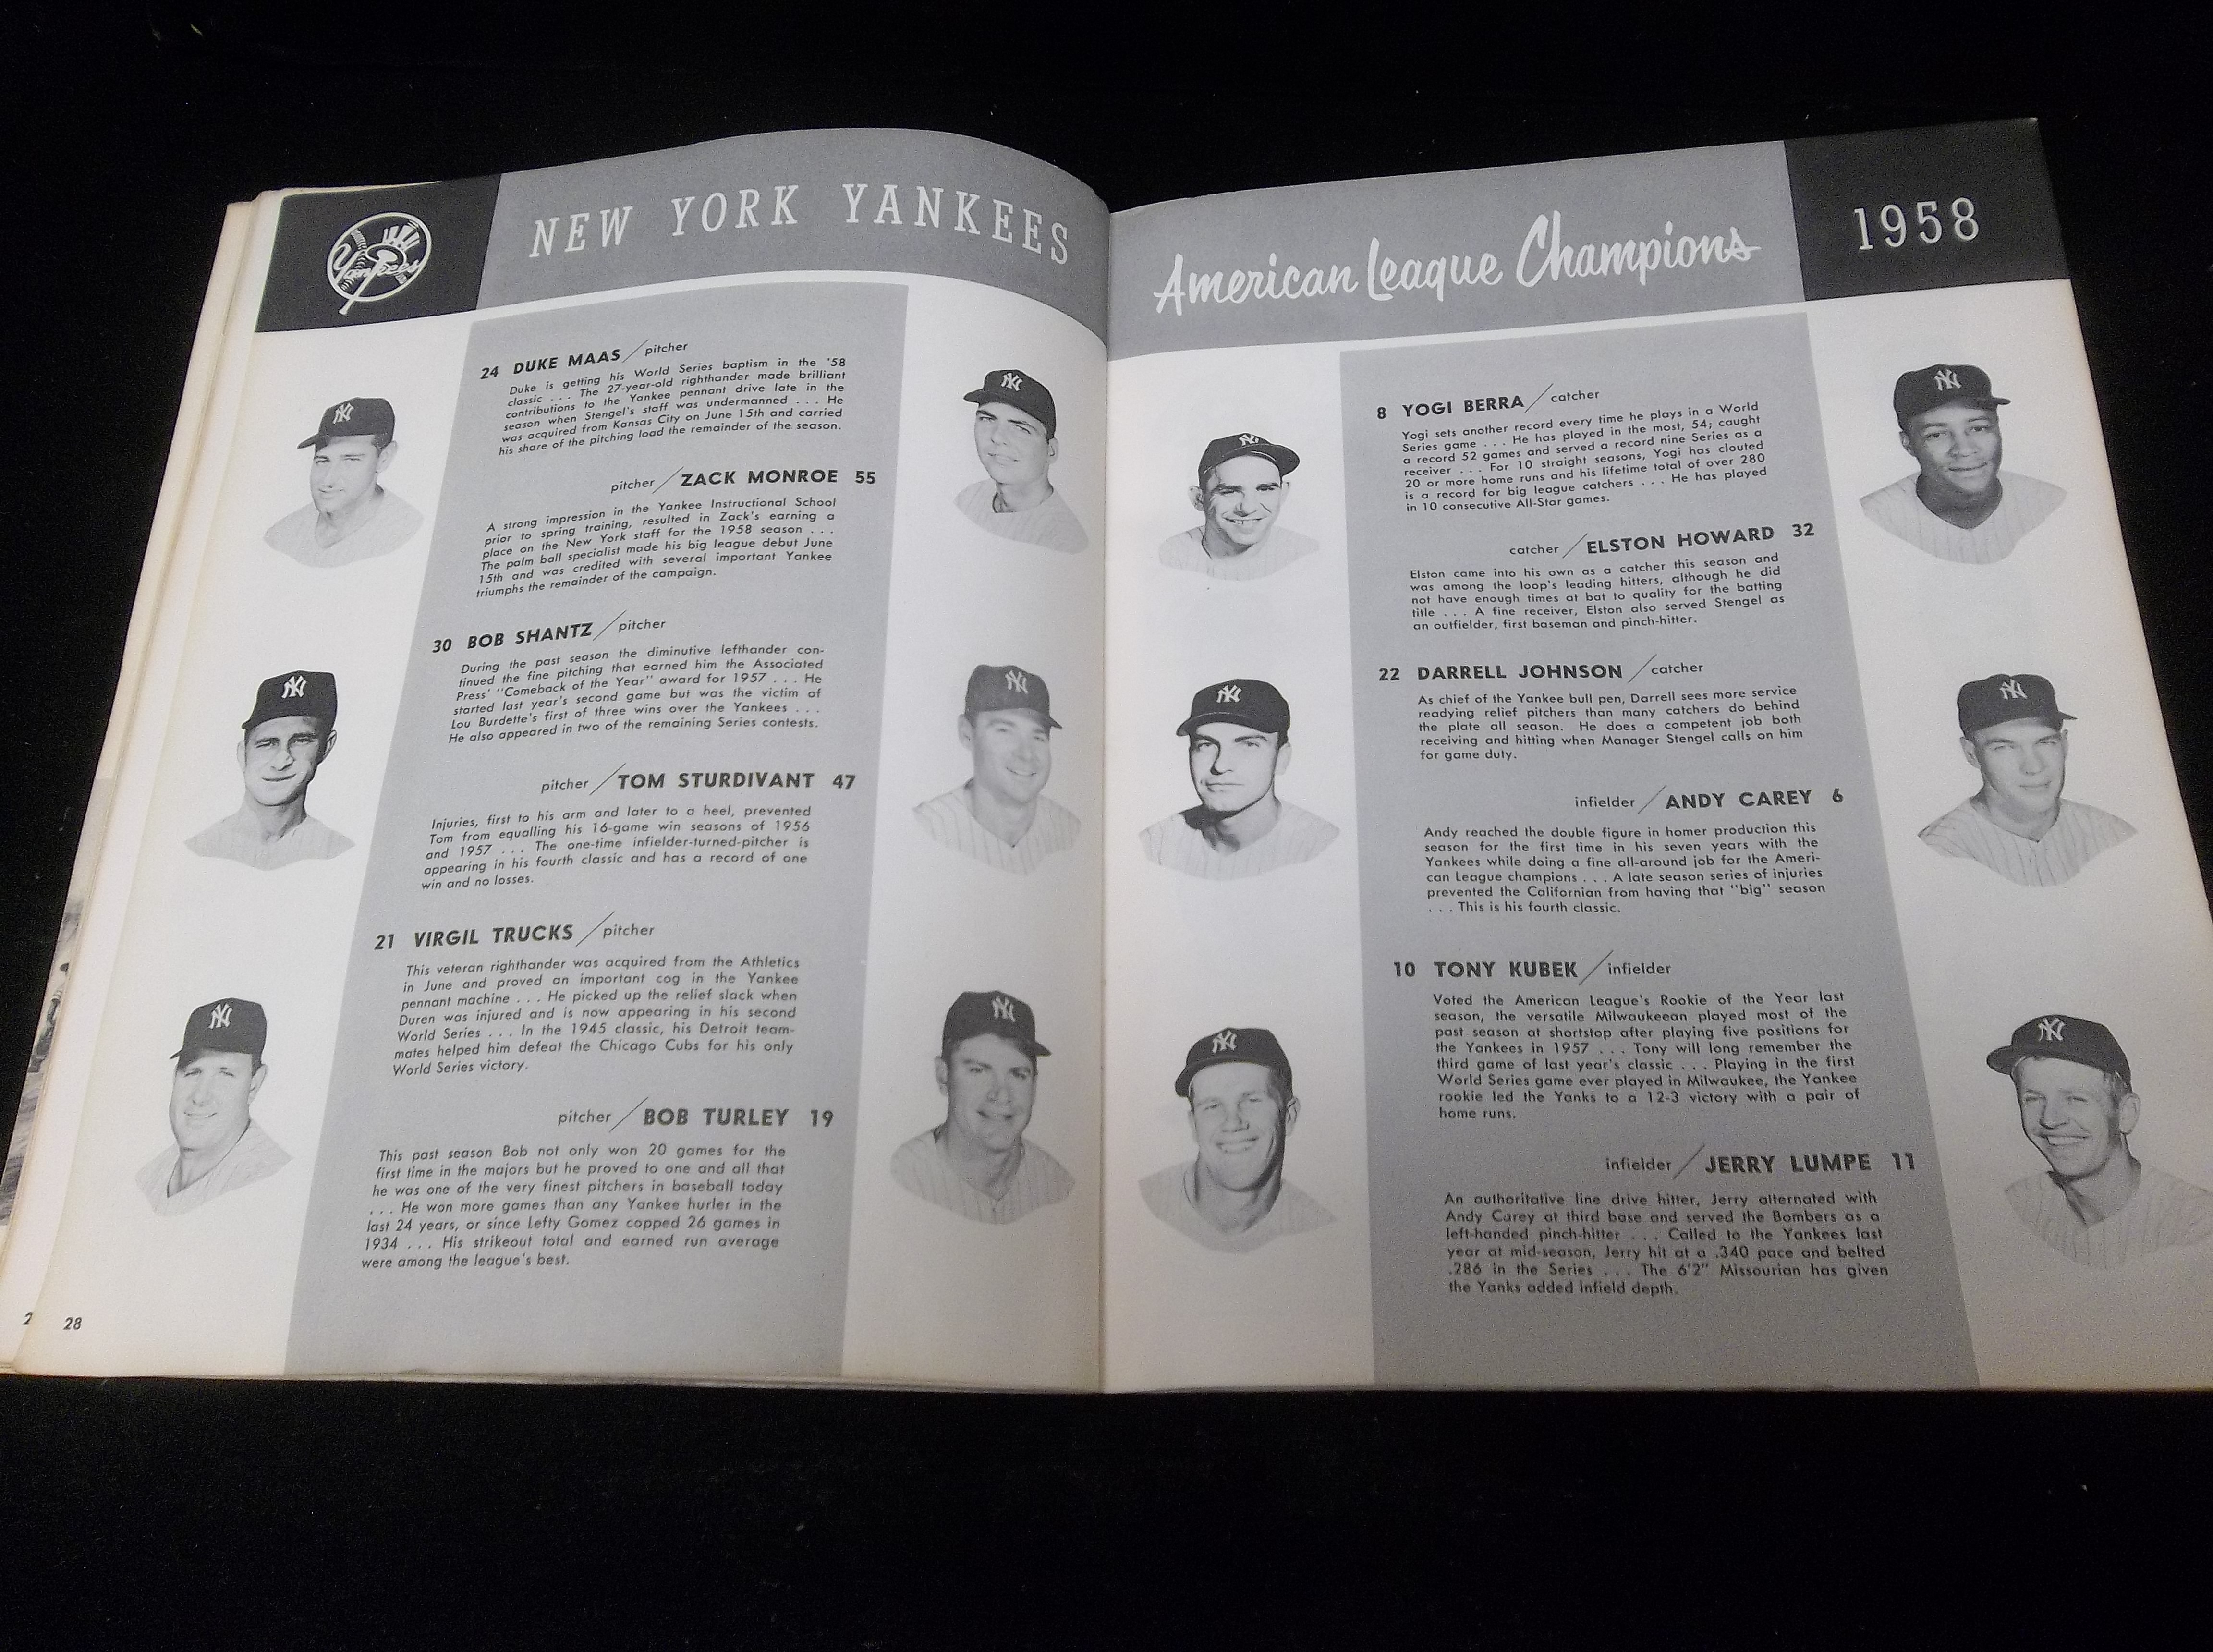 Yankees
NEW YORK YANKEES
24 DUKE MAAS / pitcher
Duke is getting his World Series baptism in the '58
classic . . . The 27-year-old righthander made brilliant
contributions to the Yankee pennant drive late in the
season when Stengel's staff was undermanned . . . He
was acquired from Kansas City on June 15th and carried
his share of the pitching load the remainder of the season.
pitcher / ZACK MONROE 55
A strong impression in the Yankee Instructional School
prior to spring training, resulted in Zack's earning a
place on the New York staff for the 1958 season . . .
The palm ball specialist made his big league debut June
15th and was credited with several important Yankee
triumphs the remainder of the campaign.
30 BOB SHANTZ / pitcher
During the past season the diminutive lefthander con-
tinued the fine pitching that earned him the Associated
Press' "Comeback of the Year" award for 1957 . . . He
started last year's second game but was the victim of
Lou Burdette's first of three wins over the Yankees . . .
He also appeared in two of the remaining Series contests.
pitcher / TOM STURDIVANT 47
Injuries, first to his arm and later to a heel, prevented
Tom from equalling his 16-game win seasons of 1956
and 1957 . . . The one-time infielder-turned-pitcher is
appearing in his fourth classic and has a record of one
win and no losses.
21 VIRGIL TRUCKS / pitcher
This veteran righthander was acquired from the Athletics
in June and proved an important cog in the Yankee
pennant machine . . . He picked up the relief slack when
Duren was injured and is now appearing in his second
World Series . . . In the 1945 classic, his Detroit team-
mates helped him defeat the Chicago Cubs for his only
World Series victory.
pitcher / BOB TURLEY 19
This past season Bob not only won 20 games for the
first time in the majors but he proved to one and all that
he was one of the very finest pitchers in baseball today
. . . He won more games than any Yankee hurler in the
last 24 years, or since Lefty Gomez copped 26 games in
1934 . . . His strikeout total and earned run average
were among the league's best.
2
28
American League Champions
1958
8 YOGI BERRA / catcher
Yogi sets another record every time he plays in a World
Series game . . . He has played in the most, 54; caught
a record 52 games and served a record nine Series as a
receiver . . . For 10 straight seasons, Yogi has clouted
20 or more home runs and his lifetime total of over 280
is a record for big league catchers . . . He has played
in 10 consecutive All-Star games.
catcher / ELSTON HOWARD 32
Elston came into his own as a catcher this season and
was among the loop's leading hitters, although he did
not have enough times at bat to quality for the batting
title . . . A fine receiver, Elston also served Stengel as
an outfielder, first baseman and pinch-hitter.
22 DARRELL JOHNSON / catcher
As chief of the Yankee bull pen, Darrell sees more service
readying relief pitchers than many catchers do behind
the plate all season. He does a competent job both
receiving and hitting when Manager Stengel calls on him
for game duty.
infielder / ANDY CAREY 6
Andy reached the double figure in homer production this
season for the first time in his seven years with the
Yankees while doing a fine all-around job for the Ameri-
can League champions . . . A late season series of injuries
prevented the Californian from having that "big" season
. . . This is his fourth classic.
10 TONY KUBEK / infielder
Voted the American League's Rookie of the Year last
season, the versatile Milwaukeean played most of the
past season at shortstop after playing five positions for
the Yankees in 1957 . . . Tony will long remember the
third game of last year's classic . . . Playing in the first
World Series game ever played in Milwaukee, the Yankee
rookie led the Yanks to a 12-3 victory with a pair of
home runs.
infielder / JERRY LUMPE 11
An authoritative line drive hitter, Jerry alternated with
Andy Carey at third base and served the Bombers as a
left-handed pinch-hitter . . . Called to the Yankees last
year at mid-season, Jerry hit at a .340 pace and belted
.286 in the Series . . . The 6'2" Missourian has given
the Yanks added infield depth.